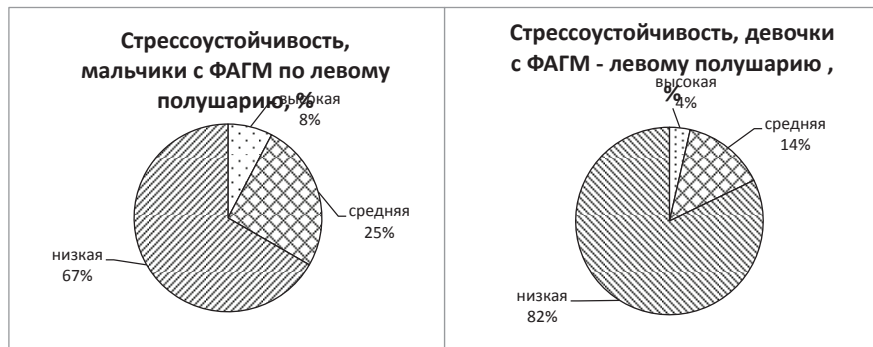 Стрессоустойчивость,
мальчики с ФАГМ по левому
полушарию, %
высокая
8%
средняя
25%
низкая
67%
Стрессоустойчивость, девочки
с ФАГМ - левому полушарию ,
%
высокая
4%
средняя
14%
низкая
82%